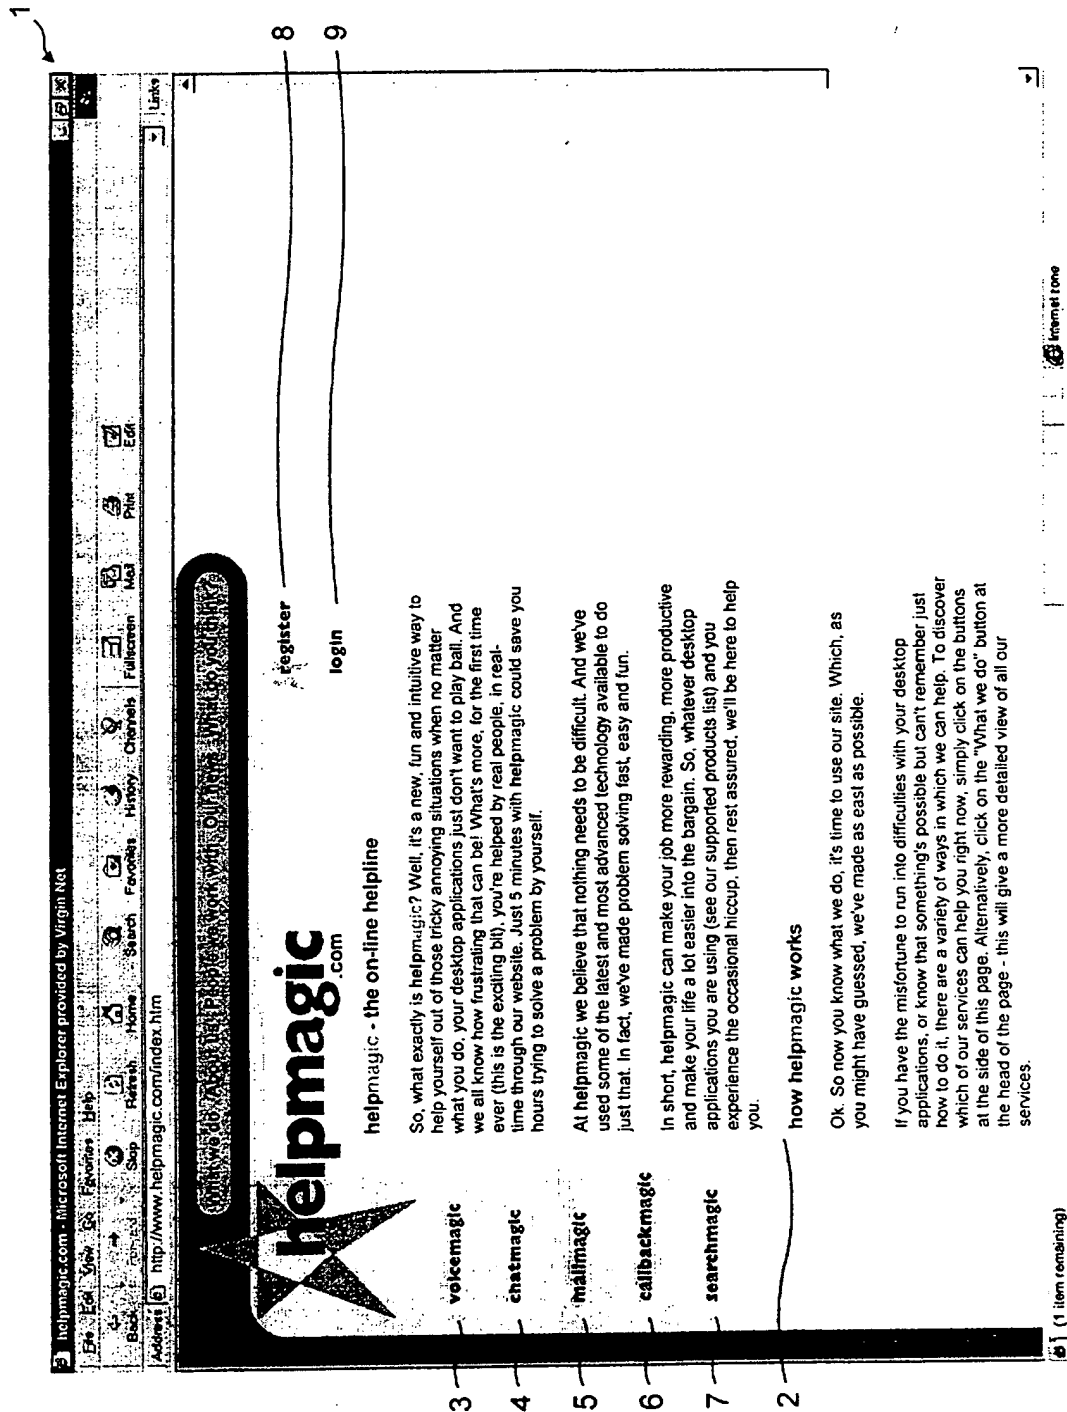 1
helpmagic.com - Microsoft Internet Explorer provided by Virgin Net
File Edit View Go Favorites Help
Back Forward Stop Refresh Home Search Favorites History Channels Fullscreen Mail Print Edit
Address http://www.helpmagic.com/index.htm Links
What we do About us People we work with Our news What do you think?
helpmagic
.com
register 8
login 9
helpmagic - the on-line helpline
So, what exactly is helpmagic? Well, it's a new, fun and intuitive way to
help yourself out of those tricky annoying situations when no matter
what you do, your desktop applications just don't want to play ball. And
we all know how frustrating that can be! What's more, for the first time
ever (this is the exciting bit), you're helped by real people, in real-
time through our website. Just 5 minutes with helpmagic could save you
hours trying to solve a problem by yourself.
3 voicemagic
4 chatmagic
5 mailmagic
6 callbackmagic
7 searchmagic
2
At helpmagic we believe that nothing needs to be difficult. And we've
used some of the latest and most advanced technology available to do
just that. In fact, we've made problem solving fast, easy and fun.
In short, helpmagic can make your job more rewarding, more productive
and make your life a lot easier into the bargain. So, whatever desktop
applications you are using (see our supported products list) and you
experience the occasional hiccup, then rest assured, we'll be here to help
you.
how helpmagic works
Ok. So now you know what we do, it's time to use our site. Which, as
you might have guessed, we've made as east as possible.
If you have the misfortune to run into difficulties with your desktop
applications, or know that something's possible but can't remember just
how to do it, there are a variety of ways in which we can help. To discover
which of our services can help you right now, simply click on the buttons
at the side of this page. Alternatively, click on the "What we do" button at
the head of the page - this will give a more detailed view of all our
services.
(1 item remaining) Internet zone